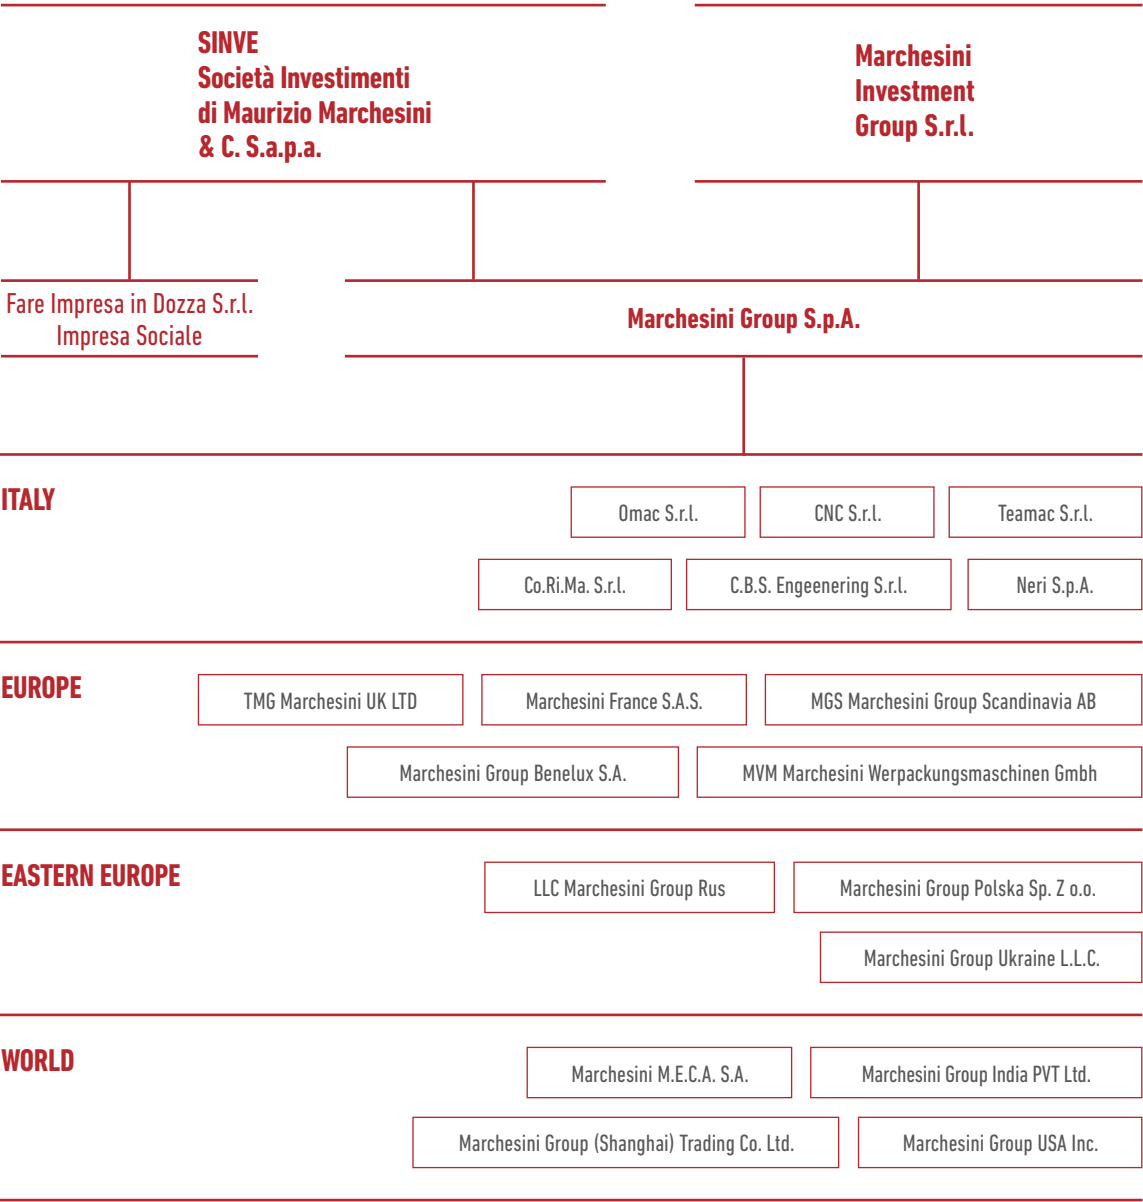 SINVE
Società Investimenti
di Maurizio Marchesini
& C. S.a.p.a.
Marchesini
Investment
Group S.r.l.
Fare Impresa in Dozza S.r.l.
Impresa Sociale
Marchesini Group S.p.A.
ITALY
Omac S.r.l.
CNC S.r.l.
Teamac S.r.l.
Co.Ri.Ma. S.r.l.
C.B.S. Engeenering S.r.l.
Neri S.p.A.
EUROPE
TMG Marchesini UK LTD
Marchesini France S.A.S.
MGS Marchesini Group Scandinavia AB
Marchesini Group Benelux S.A.
MVM Marchesini Werpackungsmaschinen Gmbh
EASTERN EUROPE
LLC Marchesini Group Rus
Marchesini Group Polska Sp. Z o.o.
Marchesini Group Ukraine L.L.C.
WORLD
Marchesini M.E.C.A. S.A.
Marchesini Group India PVT Ltd.
Marchesini Group (Shanghai) Trading Co. Ltd.
Marchesini Group USA Inc.